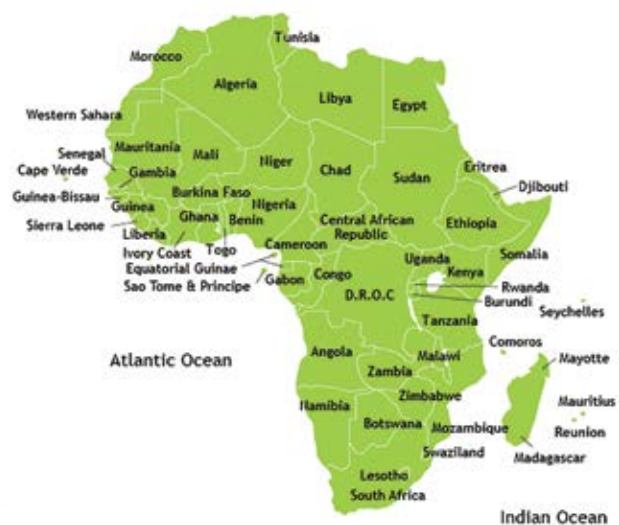 Tunisia
Morocco
Algeria
Libya
Egypt
Western Sahara
Mauritania
Mali
Niger
Chad
Sudan
Eritrea
Djibouti
Senegal
Cape Verde
Gambia
Guinea-Bissau
Guinea
Burkina Faso
Nigeria
Ghana
Benin
Sierra Leone
Liberia
Ivory Coast
Togo
Central African
Republic
Ethiopia
Somalia
Cameroon
Equatorial Guinae
Sao Tome & Principe
Gabon
Congo
D.R.O.C
Uganda
Kenya
Rwanda
Burundi
Seychelles
Tanzania
Comoros
Mayotte
Atlantic Ocean
Angola
Malawi
Zambia
Zimbabwe
Mauritius
Reunion
Namibia
Botswana
Mozambique
Swaziland
Madagascar
Lesotho
South Africa
Indian Ocean